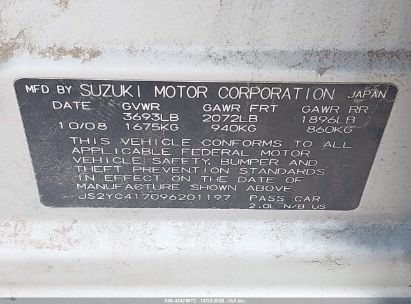 MFD BY SUZUKI MOTOR CORPORATION JAPAN
DATE GVWR GAWR FRT GAWR RR
3693LB 2072LB 1896LB
10/08 1675KG 940KG 860KG
THIS VEHICLE CONFORMS TO ALL
APPLICABLE FEDERAL MOTOR
VEHICLE SAFETY, BUMPER AND
THEFT PREVENTION STANDARDS
IN EFFECT ON THE DATE OF
MANUFACTURE SHOWN ABOVE.
JS2YC417096201197 PASS CAR
2.0L-N/B US